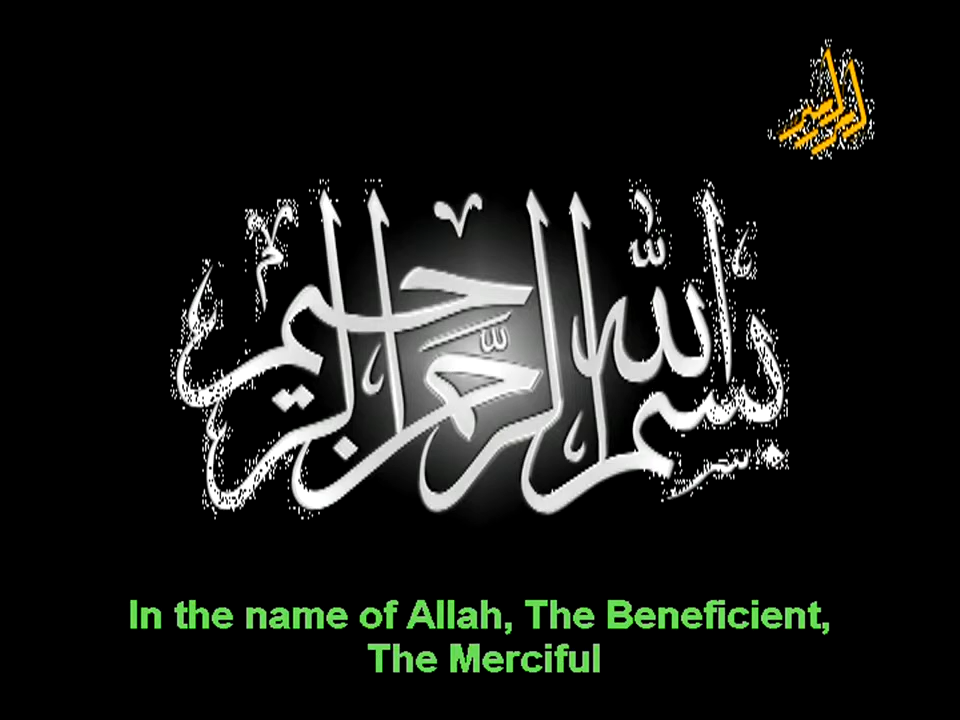 بسم الله الرحمن الرحيم
In the name of Allah, The Beneficient,
The Merciful